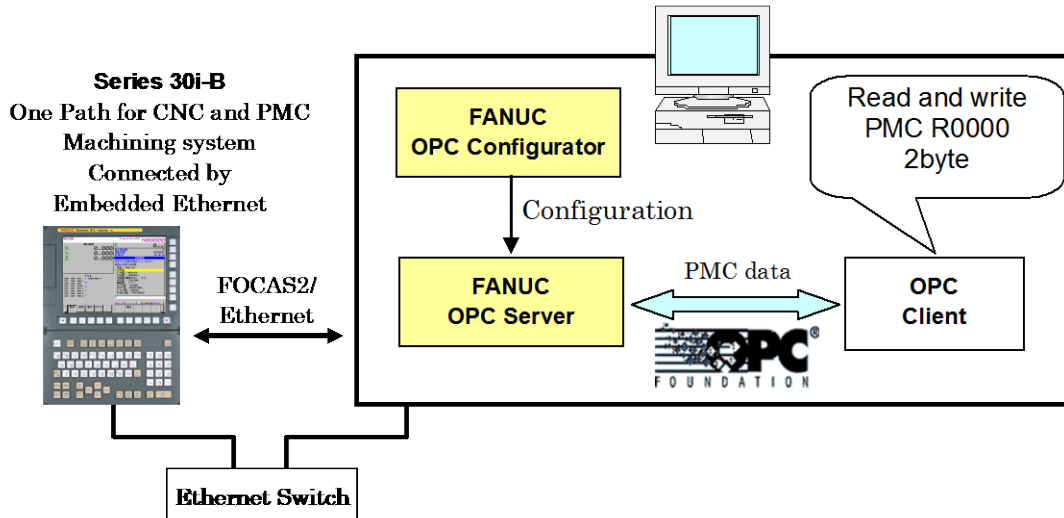 Series 30i-B
One Path for CNC and PMC
Machining system
Connected by
Embedded Ethernet
FANUC
OPC Configurator
Read and write
PMC R0000
2byte
Configuration
FOCAS2/
Ethernet
FANUC
OPC Server
PMC data
OPC
Client
OPC®
FOUNDATION
Ethernet Switch